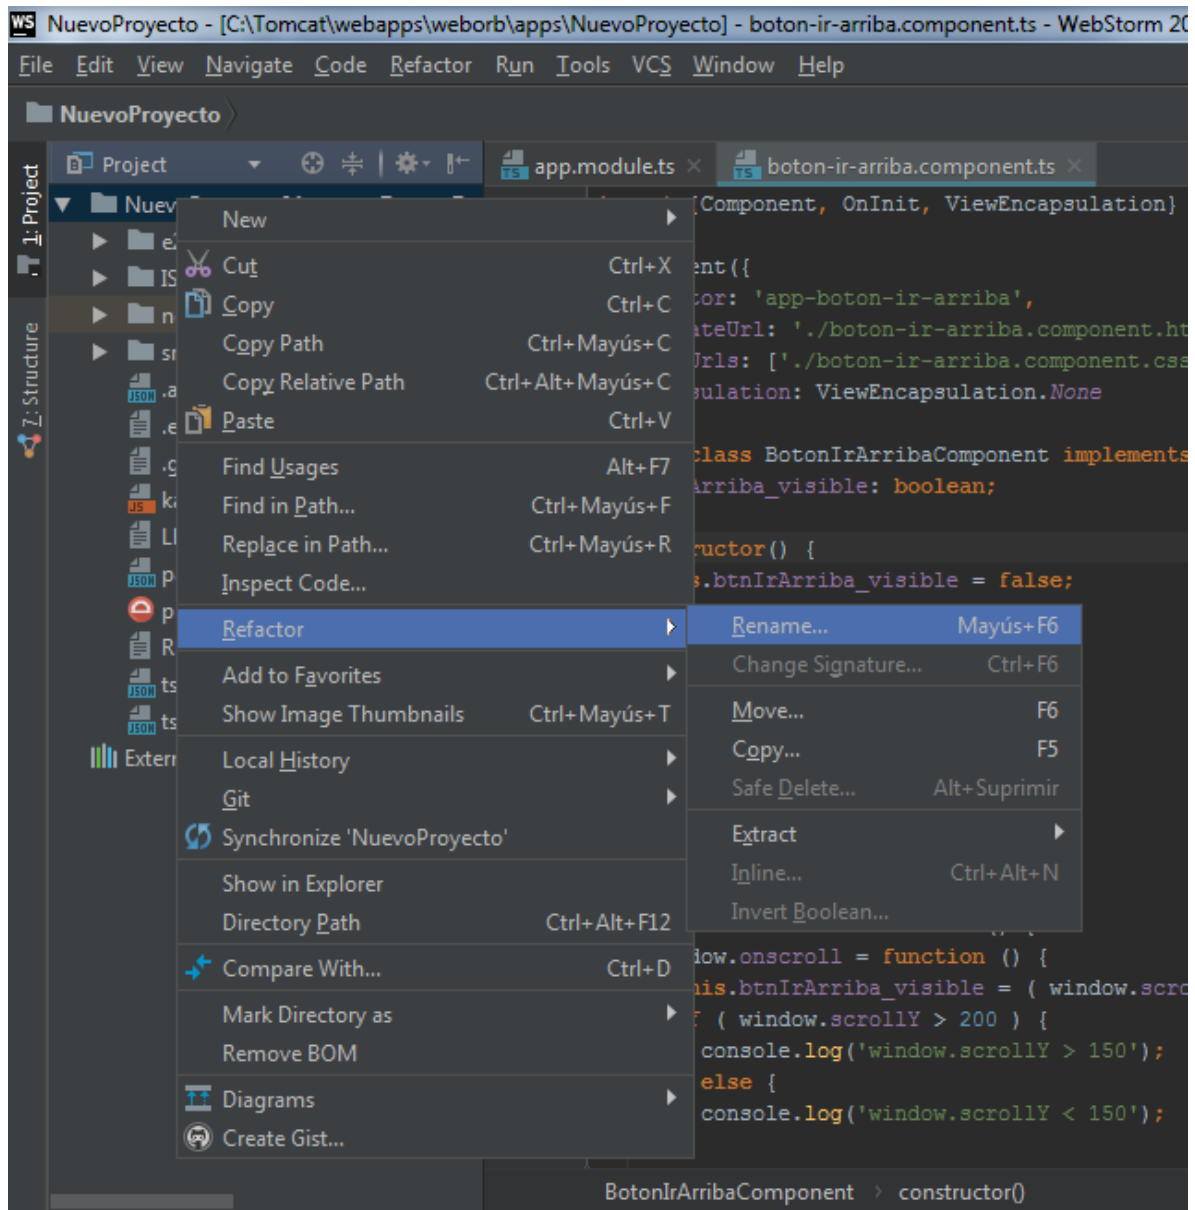 WS NuevoProyecto - [C:\Tomcat\webapps\weborb\apps\NuevoProyecto] - boton-ir-arriba.component.ts - WebStorm 20
File Edit View Navigate Code Refactor Run Tools VCS Window Help
NuevoProyecto
1: Project
7: Structure
Project
app.module.ts
boton-ir-arriba.component.ts
Nuev
New
Cut Ctrl+X
Copy Ctrl+C
Copy Path Ctrl+Mayús+C
Copy Relative Path Ctrl+Alt+Mayús+C
Paste Ctrl+V
Find Usages Alt+F7
Find in Path... Ctrl+Mayús+F
Replace in Path... Ctrl+Mayús+R
Inspect Code...
Refactor
Add to Favorites
Show Image Thumbnails Ctrl+Mayús+T
Local History
Git
Synchronize 'NuevoProyecto'
Show in Explorer
Directory Path Ctrl+Alt+F12
Compare With... Ctrl+D
Mark Directory as
Remove BOM
Diagrams
Create Gist...
Rename... Mayús+F6
Change Signature... Ctrl+F6
Move... F6
Copy... F5
Safe Delete... Alt+Suprimir
Extract
Inline... Ctrl+Alt+N
Invert Boolean...
{Component, OnInit, ViewEncapsulation}
ent({
tor: 'app-boton-ir-arriba',
ateUrl: './boton-ir-arriba.component.ht
Urls: ['./boton-ir-arriba.component.css
sulation: ViewEncapsulation.None
class BotonIrArribaComponent implements
Arriba_visible: boolean;
ructor() {
s.btnIrArriba_visible = false;
dow.onscroll = function () {
his.btnIrArriba_visible = ( window.scro
f ( window.scrollY > 200 ) {
console.log('window.scrollY > 150');
else {
console.log('window.scrollY < 150');
BotonIrArribaComponent > constructor()